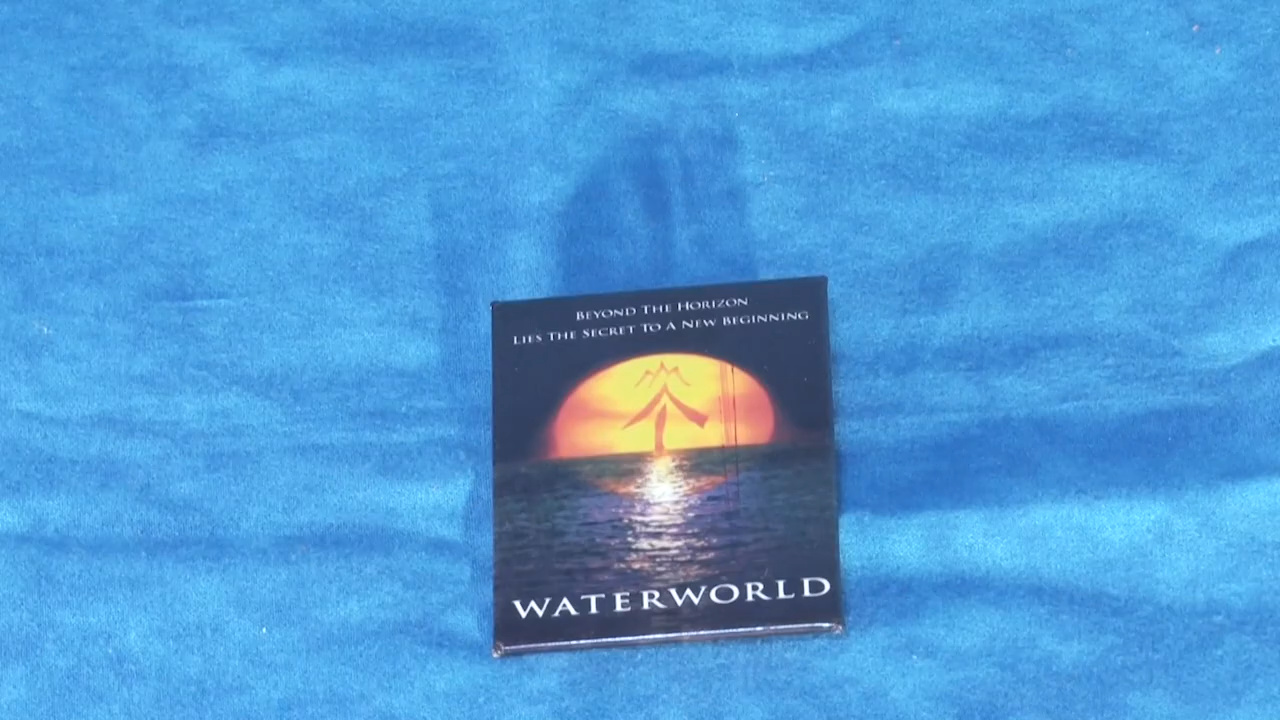 BEYOND THE HORIZON
LIES THE SECRET TO A NEW BEGINNING
WATERWORLD